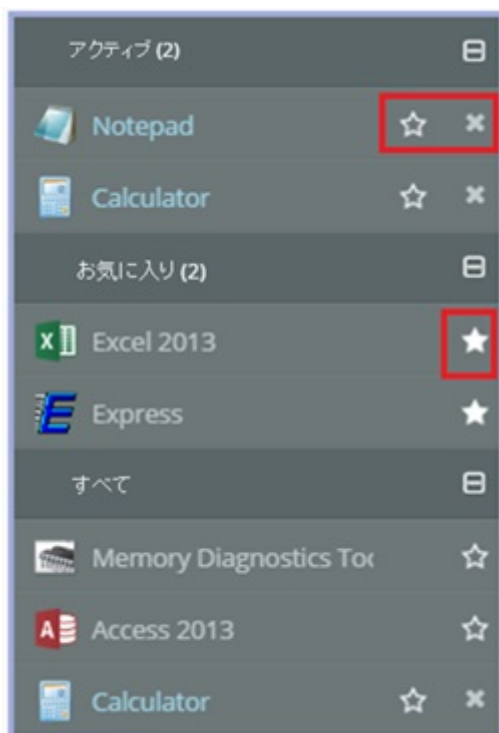 アクティブ (2)
Notepad
Calculator
お気に入り (2)
Excel 2013
Express
すべて
Memory Diagnostics Too
Access 2013
Calculator